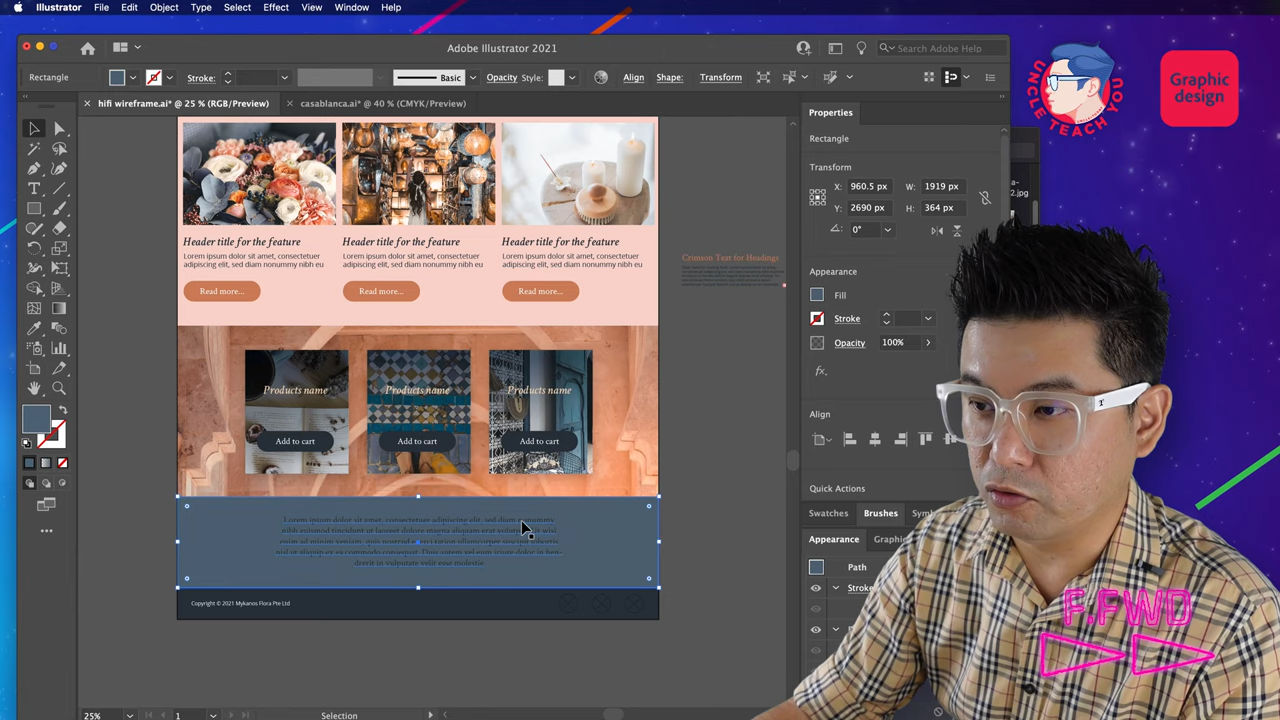 Illustrator File Edit Object Type Select Effect View Window Help
Adobe Illustrator 2021
Search Adobe Help
Rectangle
Stroke:
Basic
Opacity
Style:
Align
Shape:
Transform
hifi wireframe.ai* @ 25 % (RGB/Preview)
casablanca.ai* @ 40 % (CMYK/Preview)
UNCLE TEACH YOU
Graphic
design
Header title for the feature
Lorem ipsum dolor sit amet, consectetuer
adipiscing elit, sed diam nonummy nibh eu
Read more...
Header title for the feature
Lorem ipsum dolor sit amet, consectetuer
adipiscing elit, sed diam nonummy nibh eu
Read more...
Header title for the feature
Lorem ipsum dolor sit amet, consectetuer
adipiscing elit, sed diam nonummy nibh eu
Read more...
Crimson Text for Headings
Products name
Add to cart
Products name
Add to cart
Products name
Add to cart
Lorem ipsum dolor sit amet, consectetuer adipiscing elit, sed diam nonummy
nibh euismod tincidunt ut laoreet dolore magna aliquam erat volutpat. Ut wisi
enim ad minim veniam, quis nostrud exerci tation ullamcorper suscipit lobortis
nisl ut aliquip ex ea commodo consequat. Duis autem vel eum iriure dolor in hen-
drerit in vulputate velit esse molestie
Copyright © 2021 Mykanos Flora Pte Ltd
25%
1
Selection
Properties
Rectangle
Transform
X: 960.5 px
W: 1919 px
Y: 2690 px
H: 364 px
0°
Appearance
Fill
Stroke
Opacity
100%
fx.
Align
Quick Actions
Swatches
Brushes
Appearance
Path
F.FWD